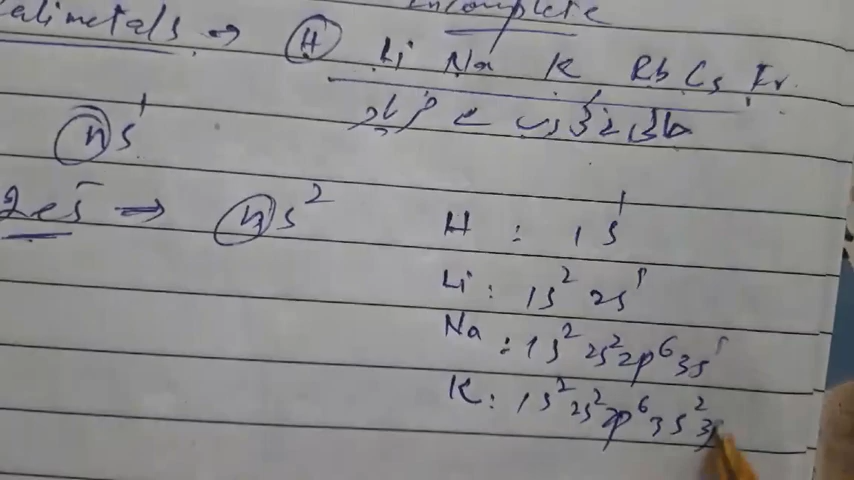 incomplete
alimetals → H Li Na K Rb Cs Fr.
ns¹
2es → ns²
H : 1s¹
Li : 1s² 2s¹
Na : 1s² 2s² 2p⁶ 3s¹
K : 1s² 2s² 2p⁶ 3s² 3p